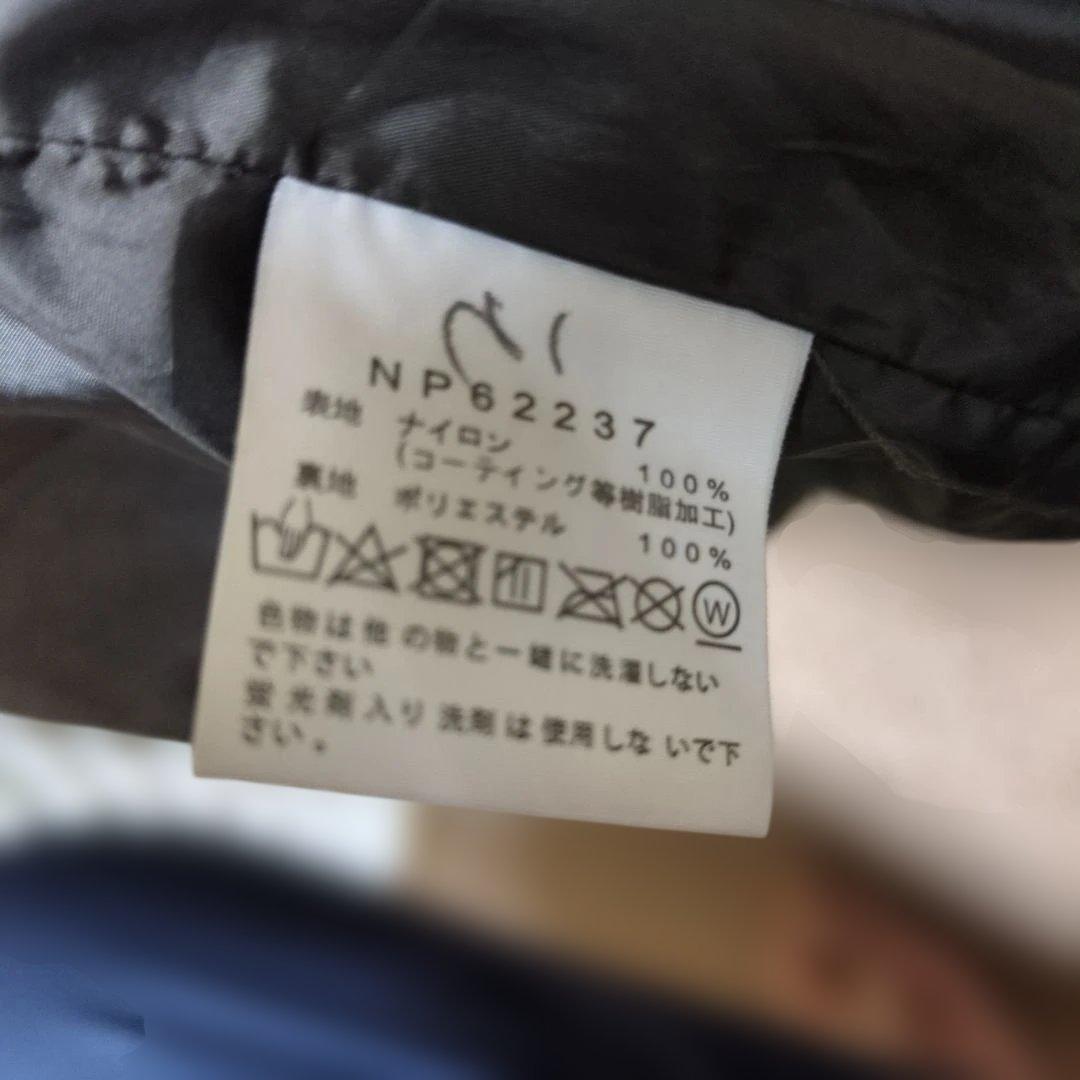 NP62237
表地 ナイロン 100%
(コーティング等樹脂加工)
裏地 ポリエステル 100%
W
色物は他の物と一緒に洗濯しない
で下さい
蛍光剤入り洗剤は使用しないで下
さい。